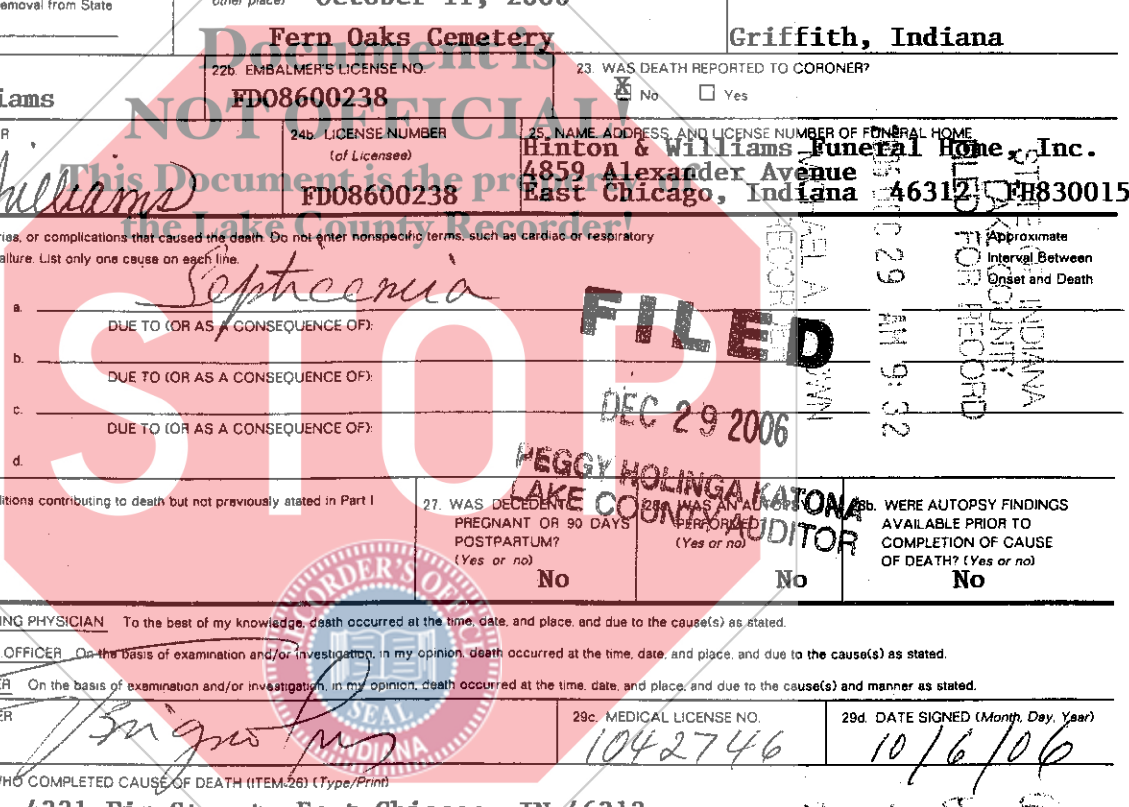 emoval from State
other place) October 11, 2006
Fern Oaks Cemetery
Griffith, Indiana
Document is
NOT OFFICIAL!
This Document is the property of
the Lake County Recorder!
STOP
iams
22b. EMBALMER'S LICENSE NO.
FDO8600238
23. WAS DEATH REPORTED TO CORONER?
X No Yes
Williams
24b. LICENSE NUMBER
(of Licensee)
FDO8600238
25. NAME, ADDRESS, AND LICENSE NUMBER OF FUNERAL HOME
Hinton & Williams Funeral Home, Inc.
4859 Alexander Avenue
East Chicago, Indiana 46312 FH830015
ries, or complications that caused the death. Do not enter nonspecific terms, such as cardiac or respiratory
ailure. List only one cause on each line.
Approximate
Interval Between
Onset and Death
a. Septicemia
DUE TO (OR AS A CONSEQUENCE OF):
b.
DUE TO (OR AS A CONSEQUENCE OF):
c.
DUE TO (OR AS A CONSEQUENCE OF):
d.
FILED
DEC 29 2006
PEGGY HOLINGA KATONA
LAKE COUNTY AUDITOR
INDIANA
COUNTY
FILED FOR RECORD
DEC 29 AM 9:32
ditions contributing to death but not previously stated in Part I
27. WAS DECEDENT
PREGNANT OR 90 DAYS
POSTPARTUM?
(Yes or no)
No
28a. WAS AN AUTOPSY
PERFORMED?
(Yes or no)
No
28b. WERE AUTOPSY FINDINGS
AVAILABLE PRIOR TO
COMPLETION OF CAUSE
OF DEATH? (Yes or no)
No
RECORDER'S OFFICE
SEAL
INDIANA
NG PHYSICIAN To the best of my knowledge, death occurred at the time, date, and place, and due to the cause(s) as stated.
OFFICER On the basis of examination and/or investigation, in my opinion, death occurred at the time, date, and place, and due to the cause(s) as stated.
ER On the basis of examination and/or investigation, in my opinion, death occurred at the time, date, and place, and due to the cause(s) and manner as stated.
29c. MEDICAL LICENSE NO.
1042746
29d. DATE SIGNED (Month, Day, Year)
10/6/06
WHO COMPLETED CAUSE OF DEATH (ITEM 26) (Type/Print)
4321 Fir Street, East Chicago, IN 46312